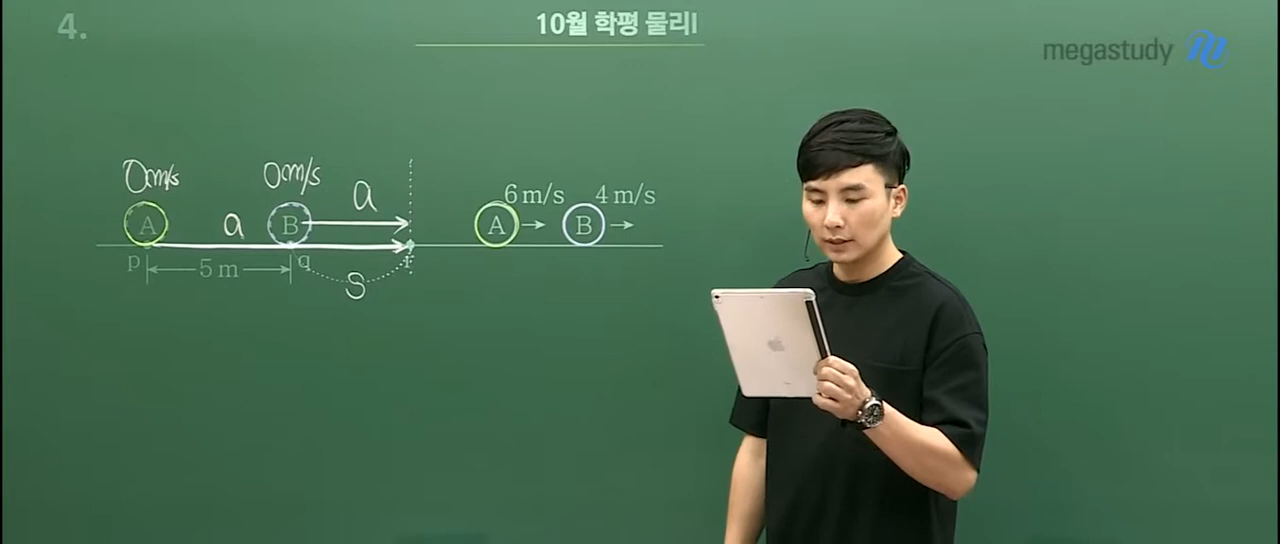 4.
10월 학평 물리I
megastudy
0m/s
0m/s
a
6 m/s
4 m/s
A
a
B
A
B
p
5 m
q
r
S